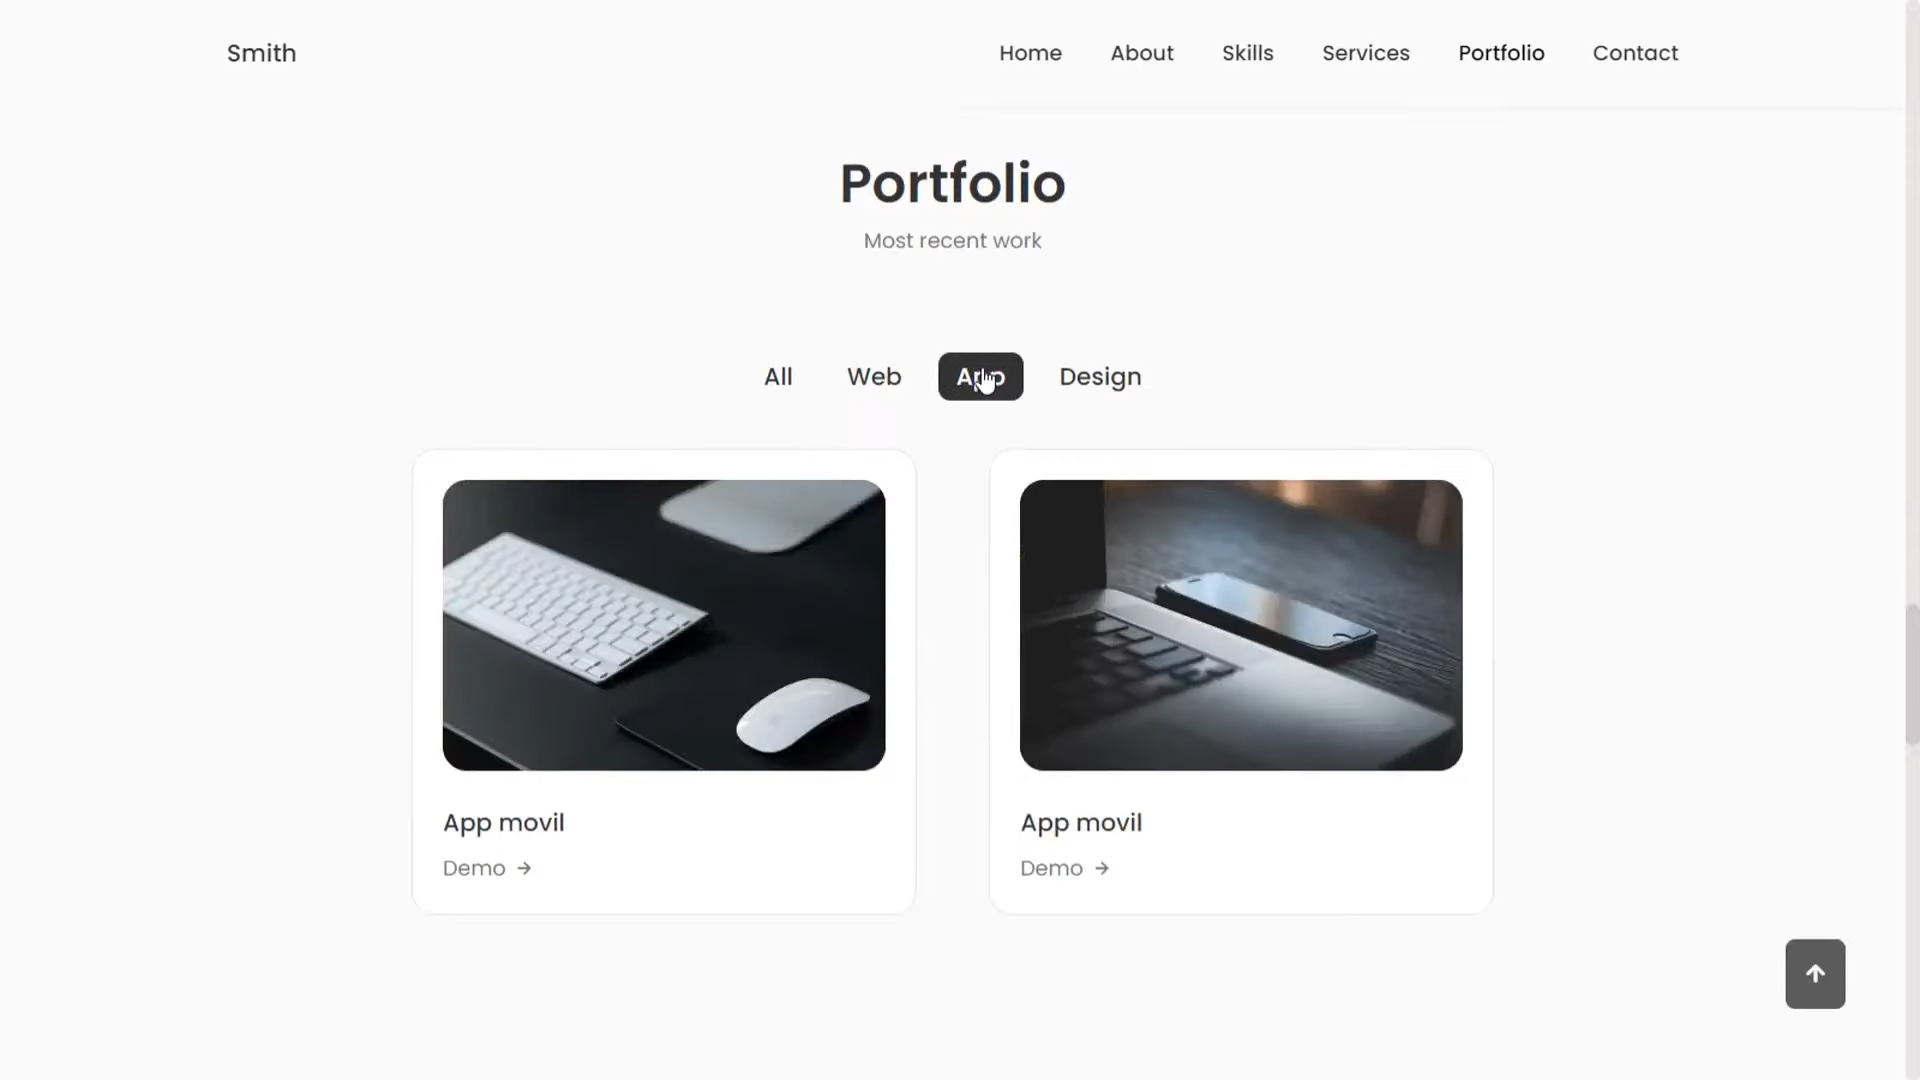 Smith
Home About Skills Services Portfolio Contact
Portfolio
Most recent work
All Web App Design
App movil
Demo →
App movil
Demo →